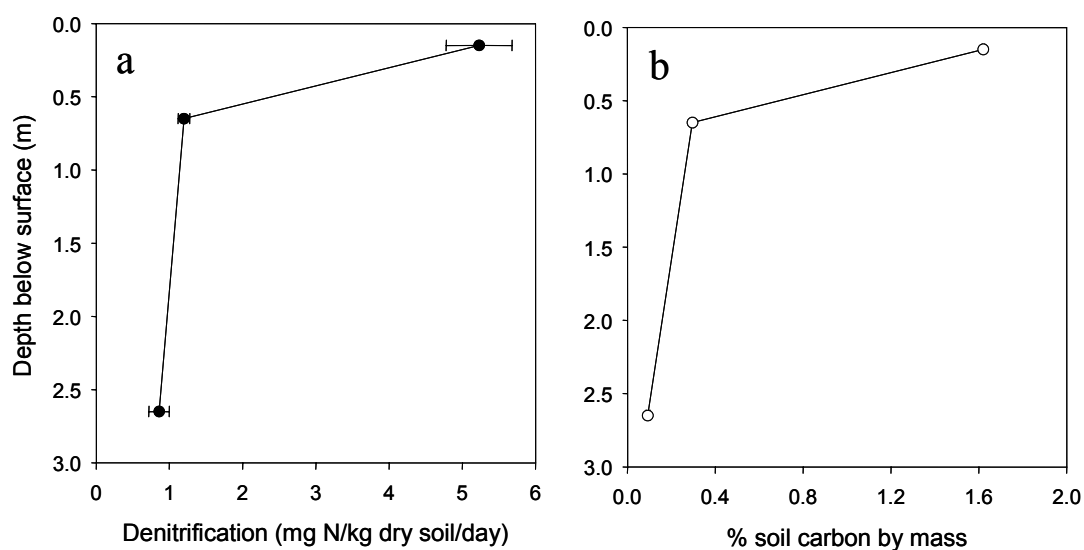 a
0.0
0.5
1.0
1.5
2.0
2.5
3.0
Depth below surface (m)
0 1 2 3 4 5 6
Denitrification (mg N/kg dry soil/day)
b
0.0
0.5
1.0
1.5
2.0
2.5
3.0
0.0 0.4 0.8 1.2 1.6 2.0
% soil carbon by mass